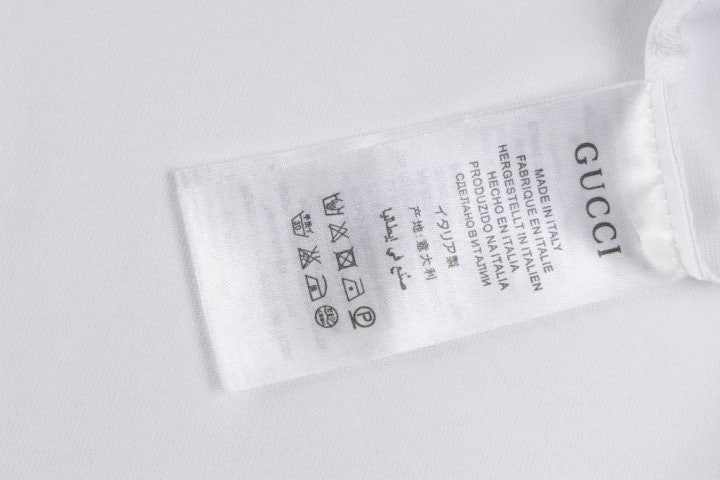 GUCCI
MADE IN ITALY
FABRIQUE EN ITALIE
HERGESTELLT IN ITALIEN
HECHO EN ITALIA
PRODUZIDO NA ITALIA
СДЕЛАНО В ИТАЛИИ
イタリア製
产地:意大利
صنع في إيطاليا
P